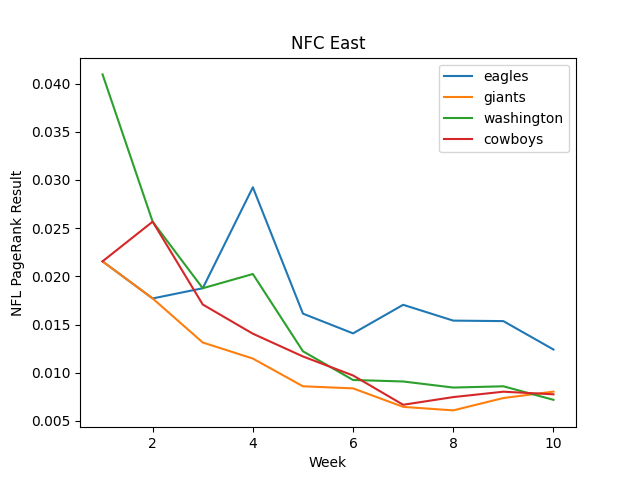 NFC East
eagles
giants
washington
cowboys
NFL PageRank Result
0.040
0.035
0.030
0.025
0.020
0.015
0.010
0.005
2 4 6 8 10
Week